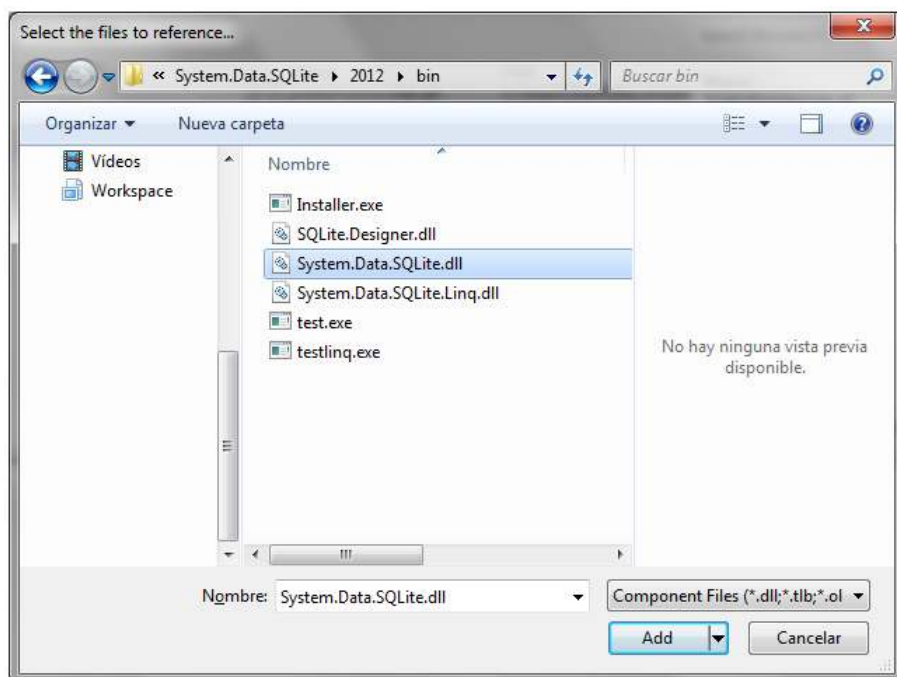 Select the files to reference...
« System.Data.SQLite ▸ 2012 ▸ bin
Buscar bin
Organizar ▾ Nueva carpeta
Vídeos
Workspace
Nombre
Installer.exe
SQLite.Designer.dll
System.Data.SQLite.dll
System.Data.SQLite.Linq.dll
test.exe
testlinq.exe
No hay ninguna vista previa
disponible.
Nombre: System.Data.SQLite.dll
Component Files (*.dll;*.tlb;*.ol
Add
Cancelar